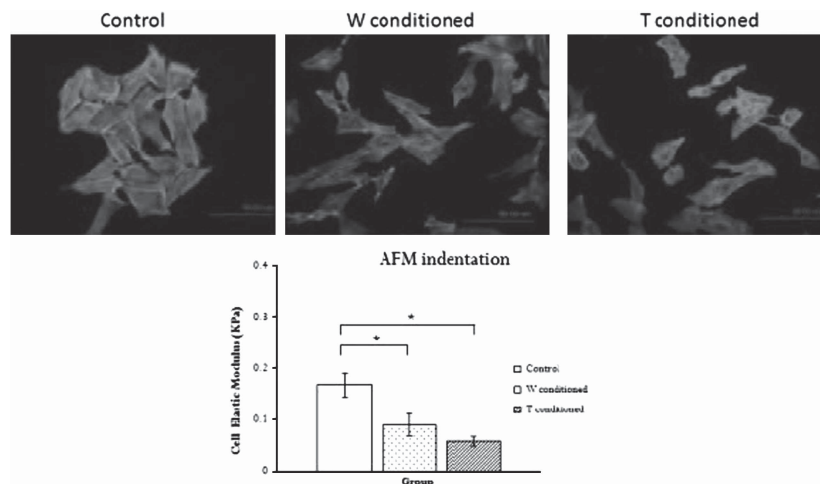 Control W conditioned T conditioned
AFM indentation
0.4
0.3
0.2
0.1
0
Cell Elastic Modulus (KPa)
*
*
Control
W conditioned
T conditioned
Group